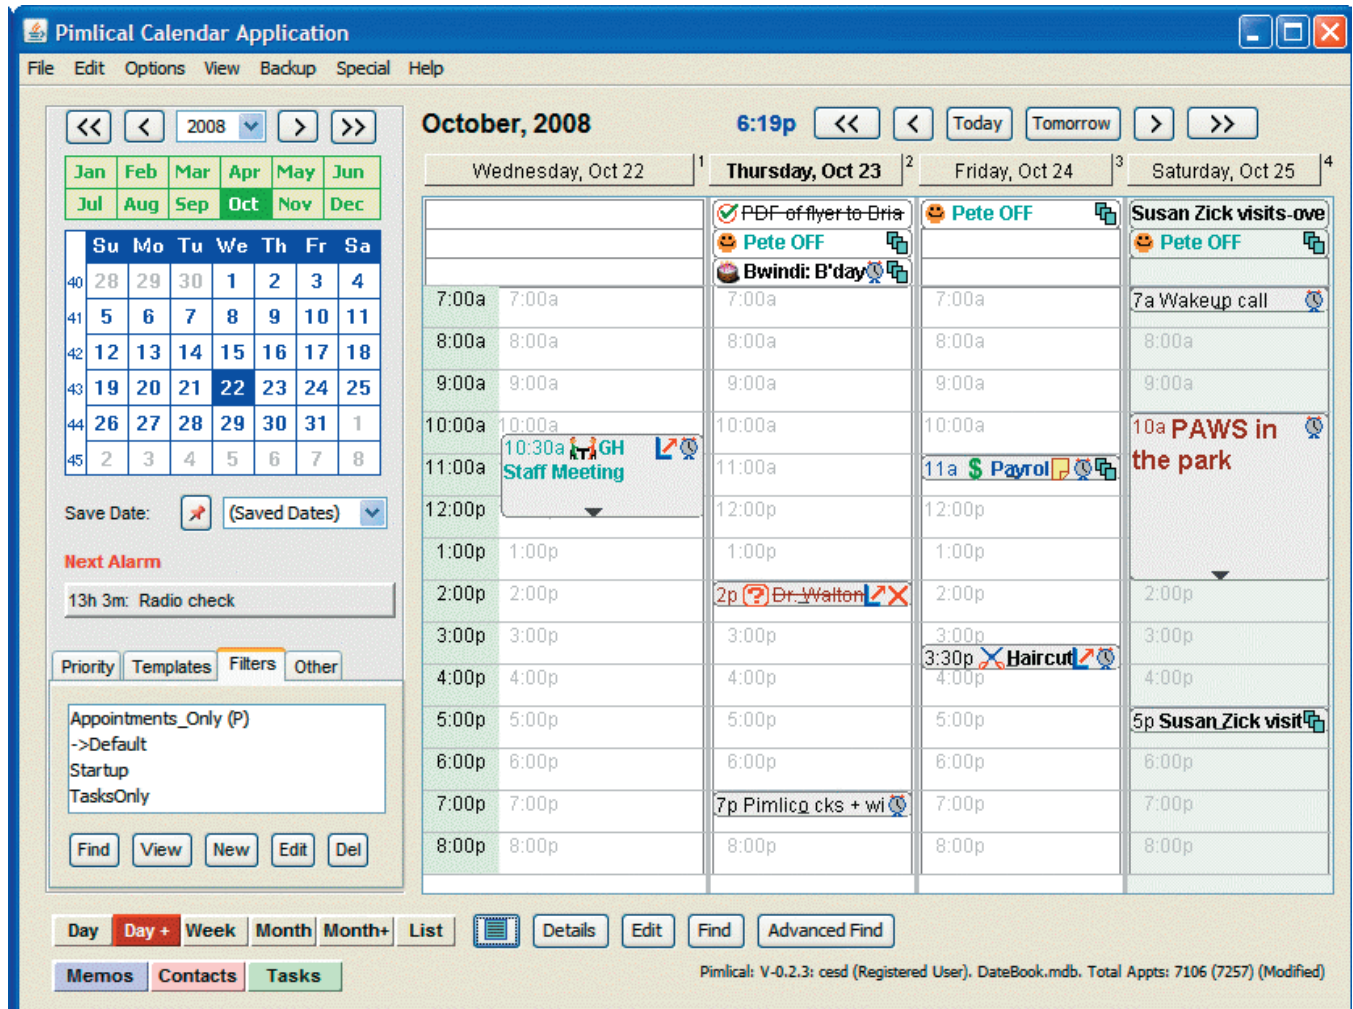 Pimlical Calendar Application
File Edit Options View Backup Special Help
<< < 2008 > >>
October, 2008 6:19p << < Today Tomorrow > >>
Jan Feb Mar Apr May Jun
Jul Aug Sep Oct Nov Dec
Wednesday, Oct 22 1 Thursday, Oct 23 2 Friday, Oct 24 3 Saturday, Oct 25 4
Su Mo Tu We Th Fr Sa
40 28 29 30 1 2 3 4
41 5 6 7 8 9 10 11
42 12 13 14 15 16 17 18
43 19 20 21 22 23 24 25
44 26 27 28 29 30 31 1
45 2 3 4 5 6 7 8
Save Date: (Saved Dates)
Next Alarm
13h 3m: Radio check
Priority Templates Filters Other
Appointments_Only (P)
->Default
Startup
TasksOnly
Find View New Edit Del
PDF of flyer to Bria Pete OFF Susan Zick visits-ove
Pete OFF Pete OFF
Bwindi: B'day
7:00a 7:00a 7:00a 7:00a 7a Wakeup call
8:00a 8:00a 8:00a 8:00a 8:00a
9:00a 9:00a 9:00a 9:00a 9:00a
10:00a 10:00a 10:00a 10:00a 10a PAWS in
the park
10:30a GH
Staff Meeting
11:00a 11:00a 11a $ Payrol
12:00p 12:00p 12:00p
1:00p 1:00p 1:00p 1:00p
2:00p 2:00p 2p ? Dr. Walton 2:00p 2:00p
3:00p 3:00p 3:00p 3:00p 3:00p
3:30p Haircut
4:00p 4:00p 4:00p 4:00p 4:00p
5:00p 5:00p 5:00p 5:00p 5p Susan Zick visit
6:00p 6:00p 6:00p 6:00p 6:00p
7:00p 7:00p 7p Pimlico cks + wi 7:00p 7:00p
8:00p 8:00p 8:00p 8:00p 8:00p
Day Day + Week Month Month+ List Details Edit Find Advanced Find
Memos Contacts Tasks
Pimlical: V-0.2.3: cesd (Registered User). DateBook.mdb. Total Appts: 7106 (7257) (Modified)